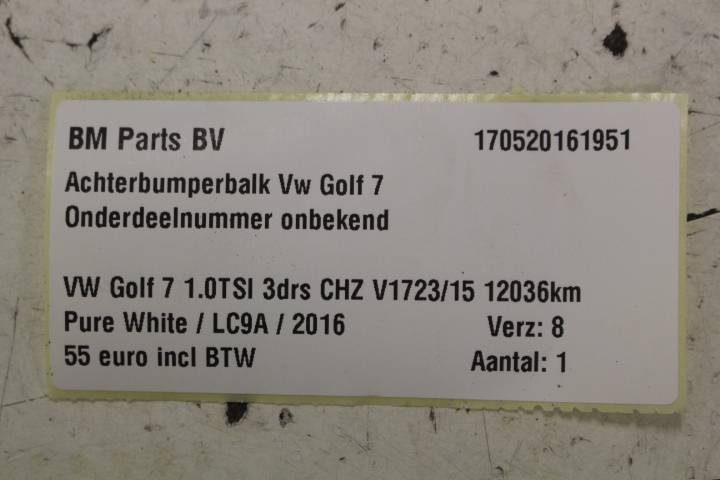 BM Parts BV 170520161951
Achterbumperbalk Vw Golf 7
Onderdeelnummer onbekend
VW Golf 7 1.0TSI 3drs CHZ V1723/15 12036km
Pure White / LC9A / 2016 Verz: 8
55 euro incl BTW Aantal: 1